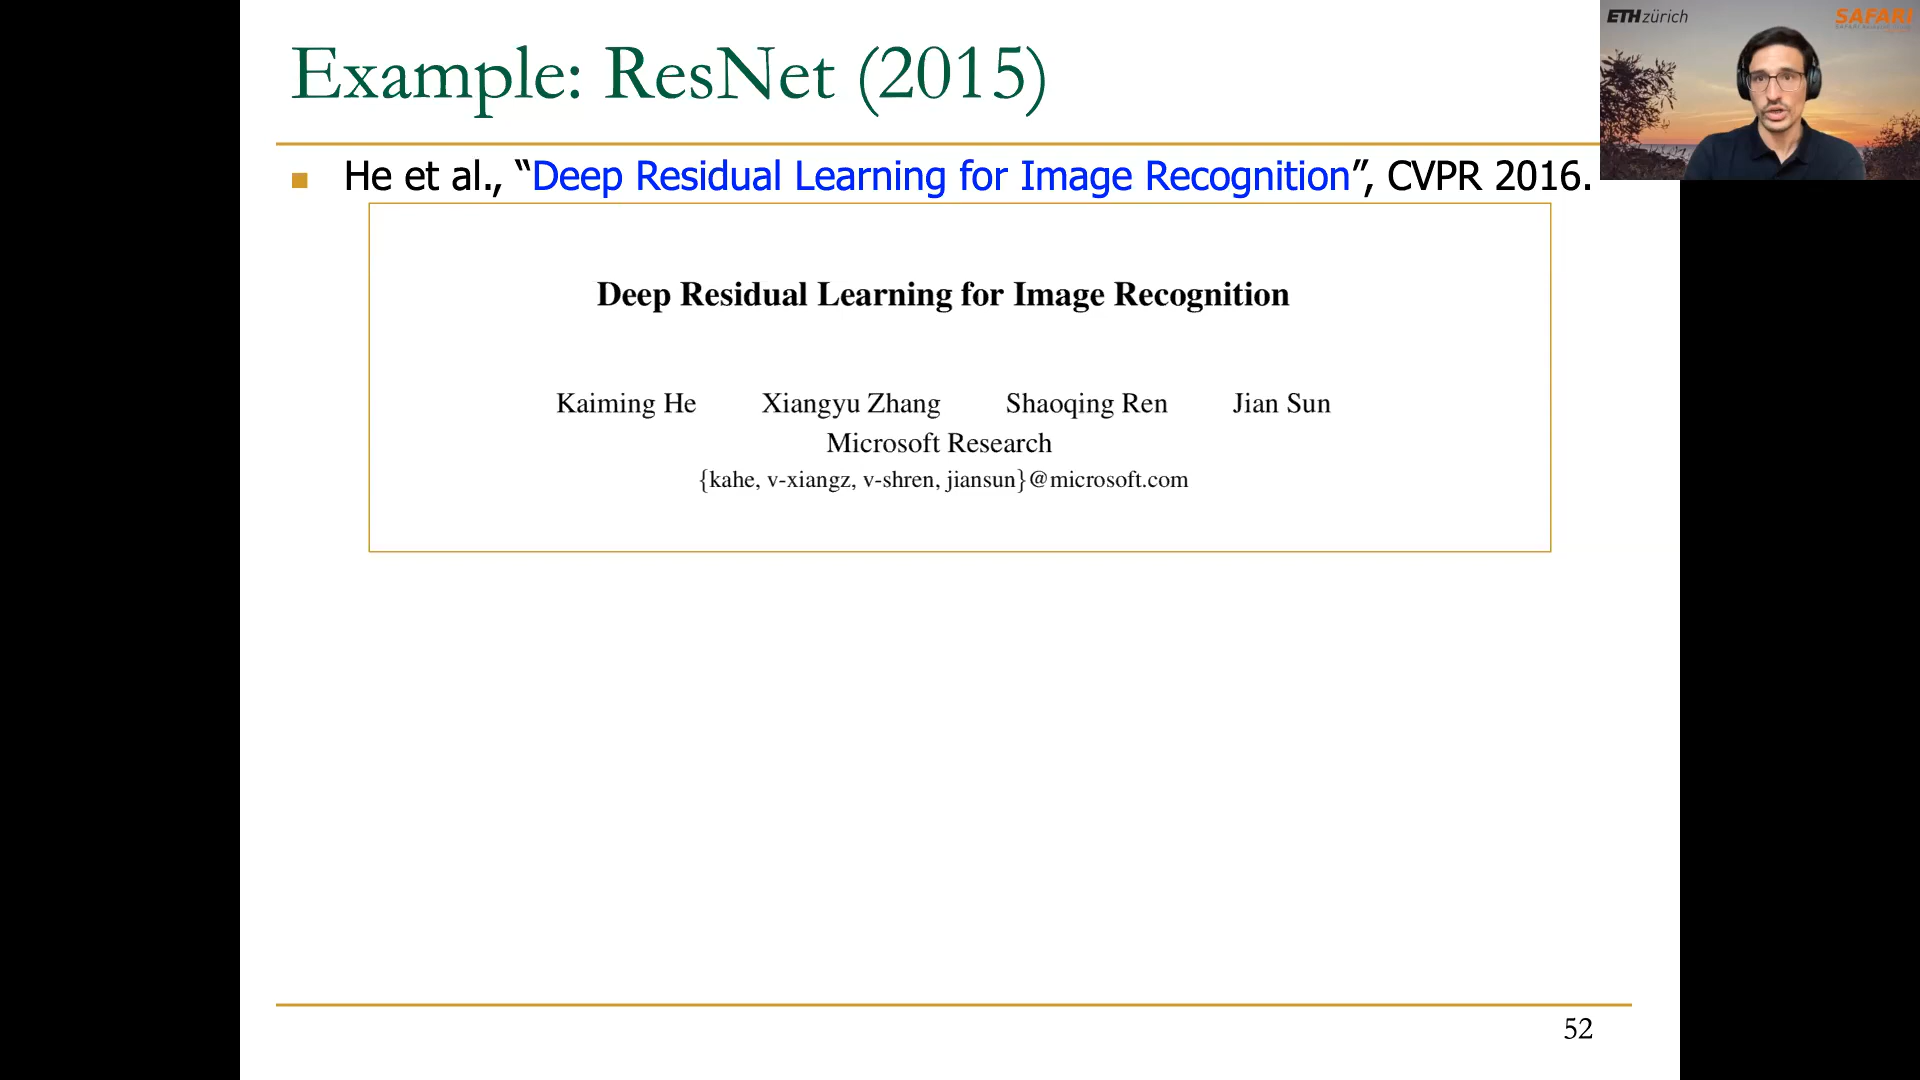 Example: ResNet (2015)
ETH zürich
SAFARI
He et al., “Deep Residual Learning for Image Recognition”, CVPR 2016.
Deep Residual Learning for Image Recognition
Kaiming He Xiangyu Zhang Shaoqing Ren Jian Sun
Microsoft Research
{kahe, v-xiangz, v-shren, jiansun}@microsoft.com
52